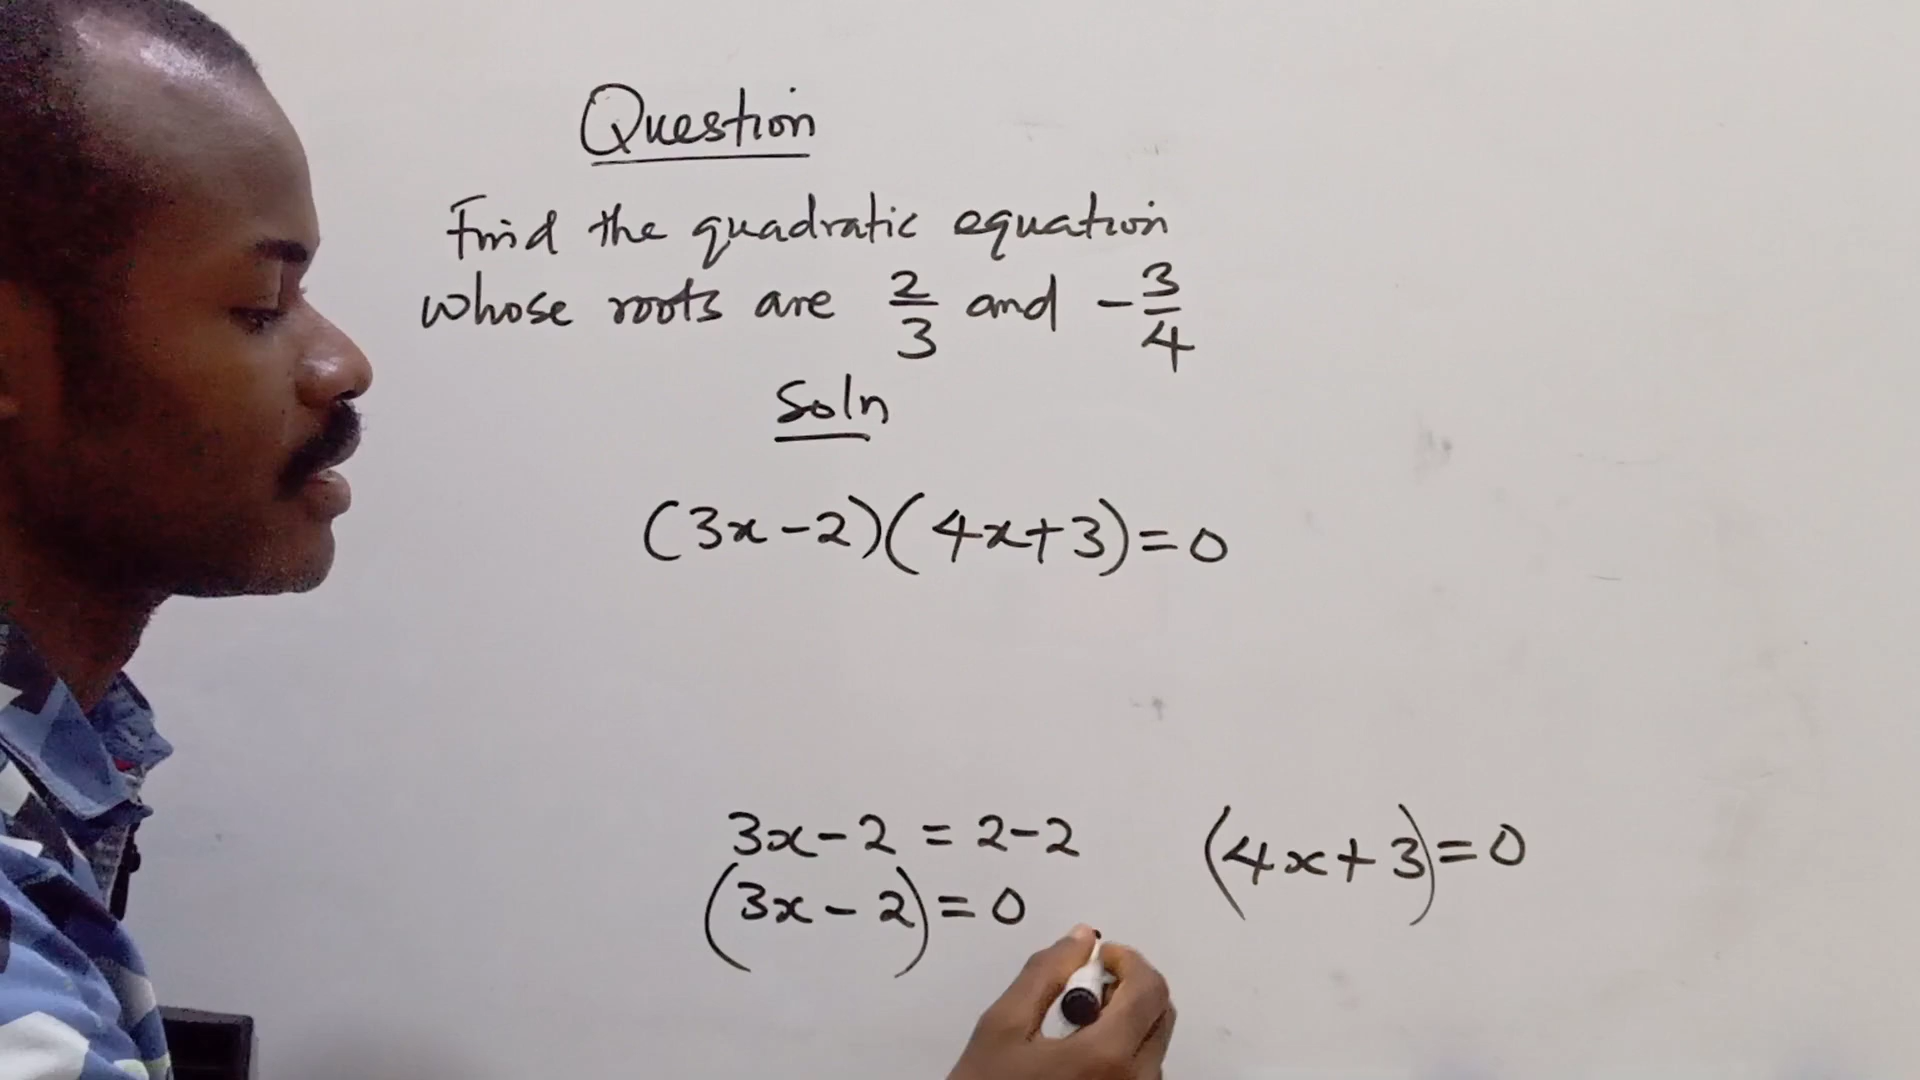 Question
Find the quadratic equation
whose roots are 2/3 and -3/4
Soln
(3x-2)(4x+3)=0
3x-2 = 2-2
(3x-2)=0
(4x+3)=0